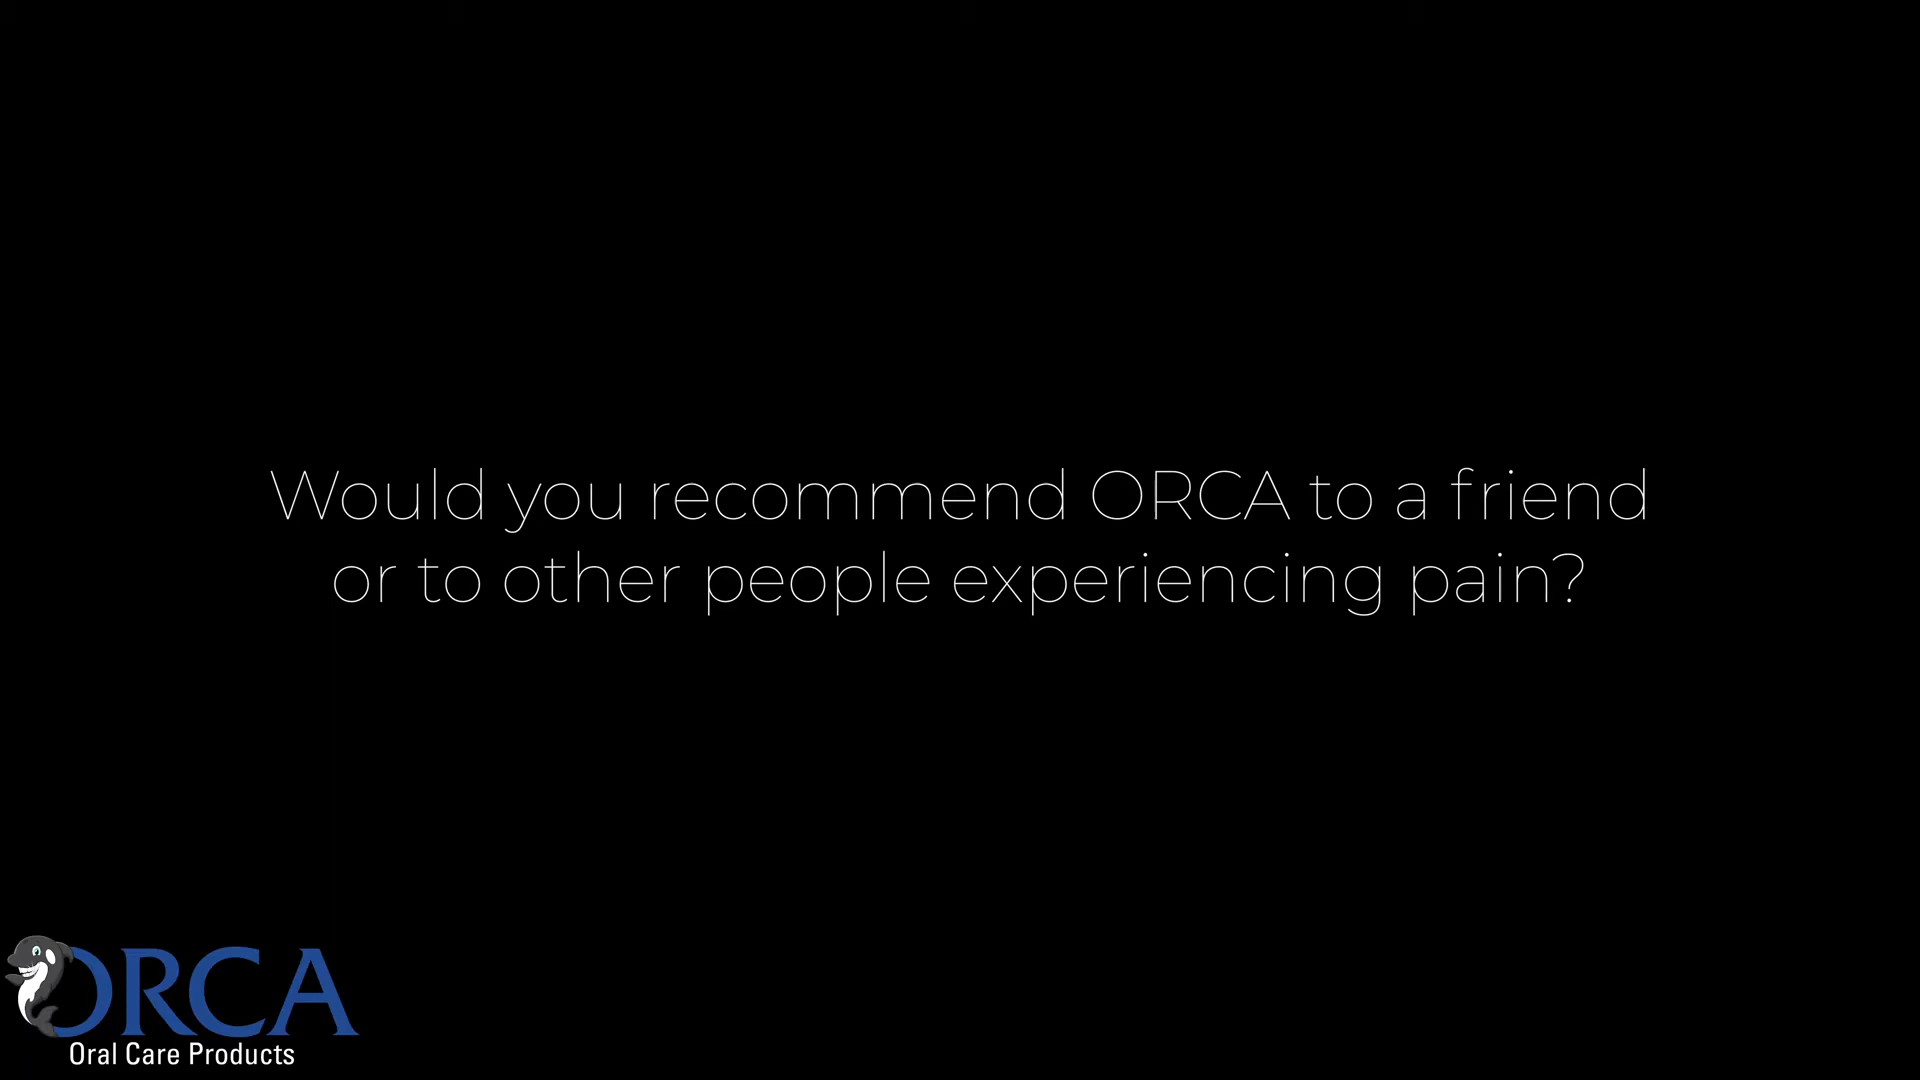 Would you recommend ORCA to a friend
or to other people experiencing pain?
ORCA
Oral Care Products